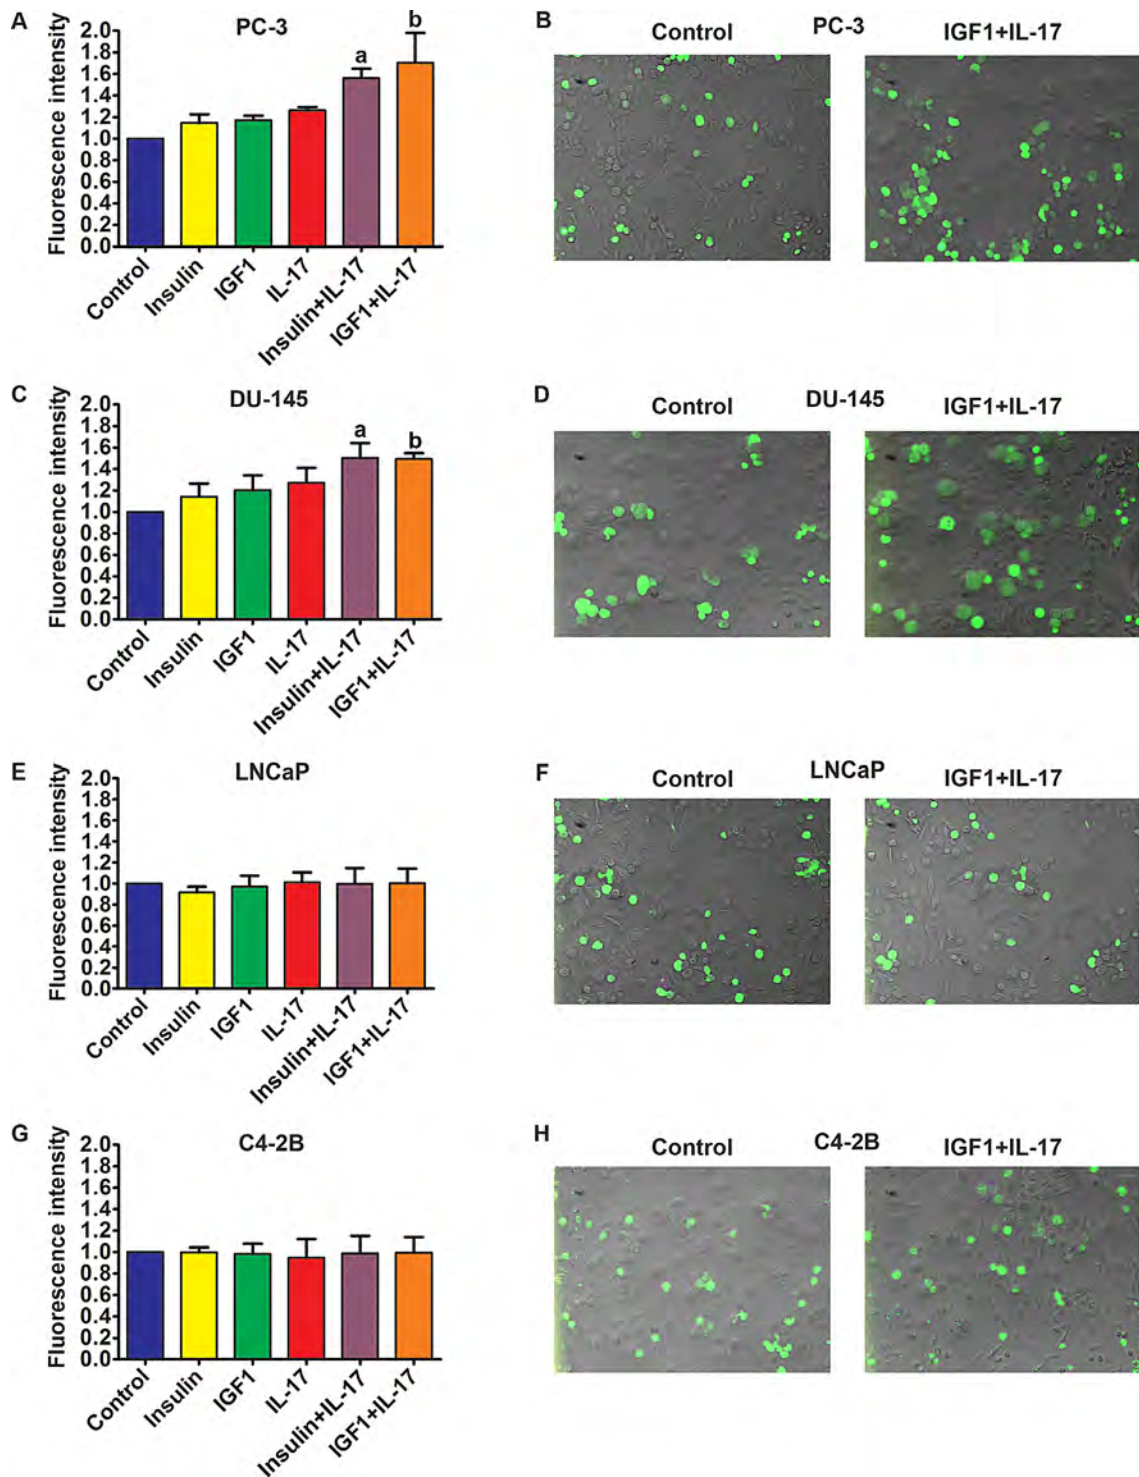 A
PC-3
Fluorescence intensity
2.0
1.8
1.6
1.4
1.2
1.0
0.8
0.6
0.4
0.2
0.0
a
b
Control
Insulin
IGF1
IL-17
Insulin+IL-17
IGF1+IL-17
B
Control
PC-3
IGF1+IL-17
C
DU-145
Fluorescence intensity
2.0
1.8
1.6
1.4
1.2
1.0
0.8
0.6
0.4
0.2
0.0
a
b
Control
Insulin
IGF1
IL-17
Insulin+IL-17
IGF1+IL-17
D
Control
DU-145
IGF1+IL-17
E
LNCaP
Fluorescence intensity
2.0
1.8
1.6
1.4
1.2
1.0
0.8
0.6
0.4
0.2
0.0
Control
Insulin
IGF1
IL-17
Insulin+IL-17
IGF1+IL-17
F
Control
LNCaP
IGF1+IL-17
G
C4-2B
Fluorescence intensity
2.0
1.8
1.6
1.4
1.2
1.0
0.8
0.6
0.4
0.2
0.0
Control
Insulin
IGF1
IL-17
Insulin+IL-17
IGF1+IL-17
H
Control
C4-2B
IGF1+IL-17